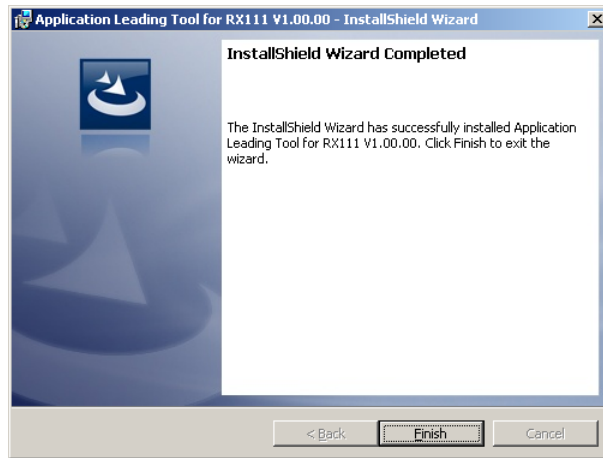 Application Leading Tool for RX111 V1.00.00 - InstallShield Wizard
InstallShield Wizard Completed
The InstallShield Wizard has successfully installed Application
Leading Tool for RX111 V1.00.00. Click Finish to exit the
wizard.
< Back
Finish
Cancel